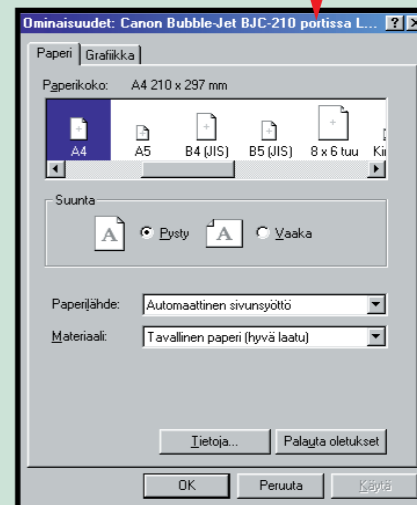 Ominaisuudet: Canon Bubble-Jet BJC-210 portissa L...
Paperi Grafiikka
Paperikoko: A4 210 x 297 mm
A4 A5 B4 (JIS) B5 (JIS) 8 x 6 tuu Kir
Suunta
A Pysty A Vaaka
Paperilähde: Automaattinen sivunsyöttö
Materiaali: Tavallinen paperi (hyvä laatu)
Tietoja... Palauta oletukset
OK Peruuta Käytä